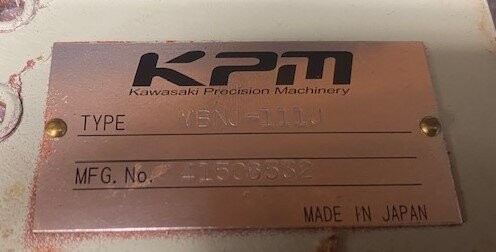 KPM
Kawasaki Precision Machinery
TYPE
MFG. No.
MADE IN JAPAN